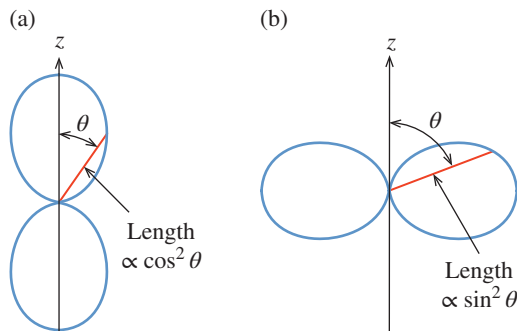 (a)
z
θ
Length
∝ cos² θ
(b)
z
θ
Length
∝ sin² θ